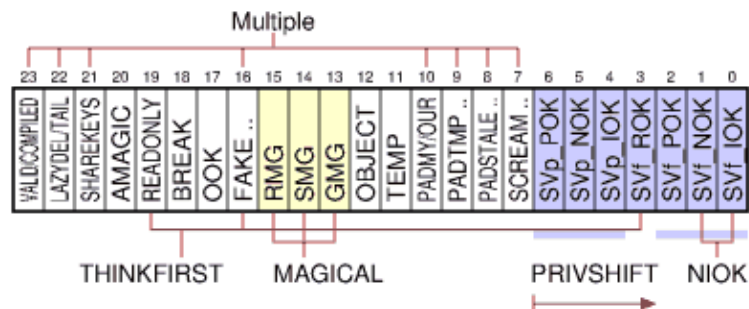 Multiple
23 22 21 20 19 18 17 16 15 14 13 12 11 10 9 8 7 6 5 4 3 2 1 0
VALID/COMPILED
LAZYDEL/TAIL
SHAREKEYS
AMAGIC
READONLY
BREAK
OOK
FAKE ..
RMG
SMG
GMG
OBJECT
TEMP
PADMY/OUR
PADTMP ..
PADSTALE ..
SCREAM ..
SVp_POK
SVp_NOK
SVp_IOK
SVf_ROK
SVf_POK
SVf_NOK
SVf_IOK
THINKFIRST MAGICAL PRIVSHIFT NIOK